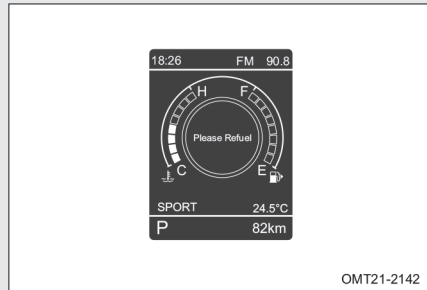 18:26 FM 90.8
H F
Please Refuel
C E
SPORT 24.5°C
P 82km
OMT21-2142